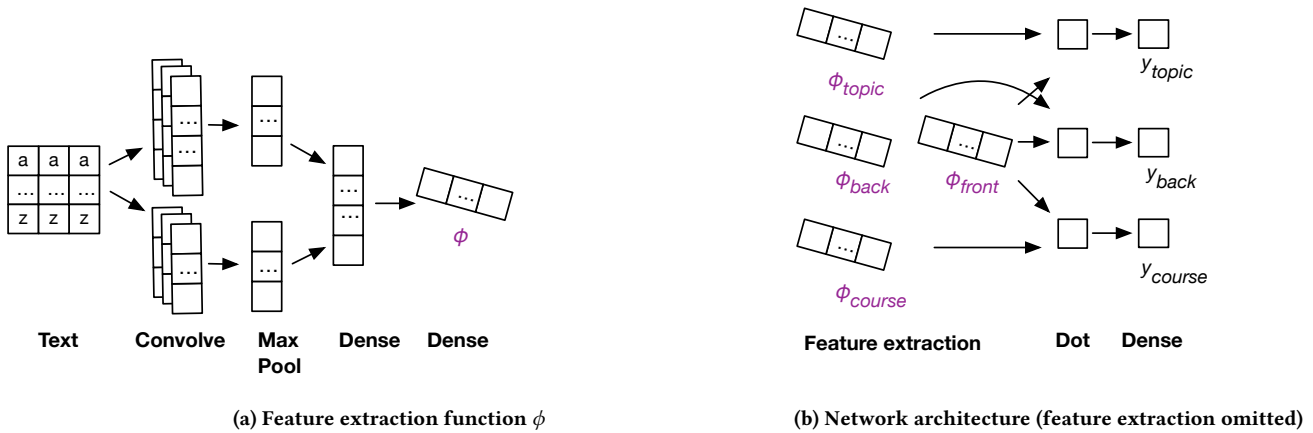 a a a
... ... ...
z z z
...
...
...
...
...
...
...
...
ϕ
Text
Convolve
Max
Pool
Dense
Dense
(a) Feature extraction function ϕ
...
ϕtopic
ytopic
...
...
ϕback
ϕfront
yback
...
ϕcourse
ycourse
Feature extraction
Dot
Dense
(b) Network architecture (feature extraction omitted)